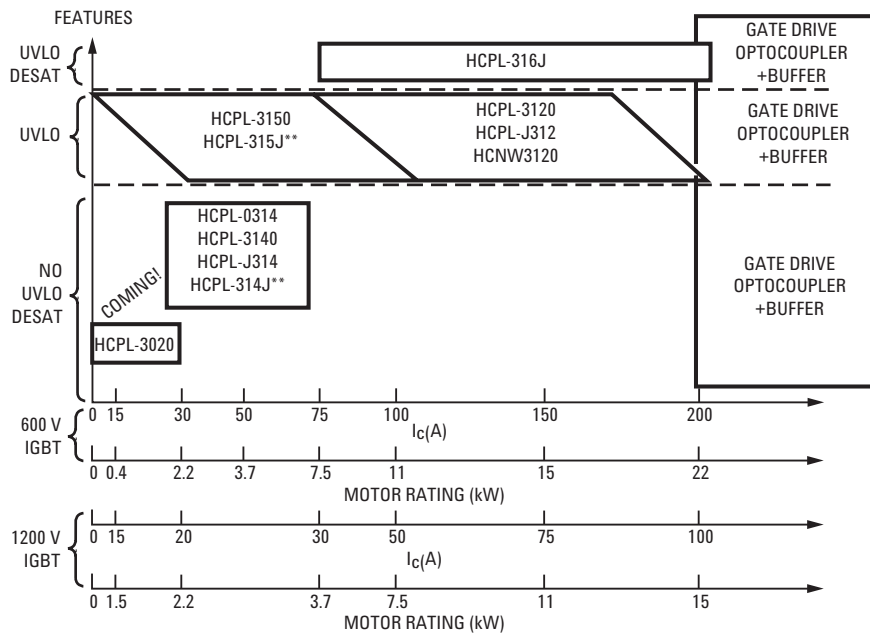 FEATURES
UVLO
DESAT
HCPL-316J
GATE DRIVE
OPTOCOUPLER
+BUFFER
UVLO
HCPL-3150
HCPL-315J**
HCPL-3120
HCPL-J312
HCNW3120
GATE DRIVE
OPTOCOUPLER
+BUFFER
NO
UVLO
DESAT
COMING!
HCPL-0314
HCPL-3140
HCPL-J314
HCPL-314J**
GATE DRIVE
OPTOCOUPLER
+BUFFER
HCPL-3020
600 V
IGBT
0 15 30 50 75 100 150 200
IC(A)
0 0.4 2.2 3.7 7.5 11 15 22
MOTOR RATING (kW)
1200 V
IGBT
0 15 20 30 50 75 100
IC(A)
0 1.5 2.2 3.7 7.5 11 15
MOTOR RATING (kW)